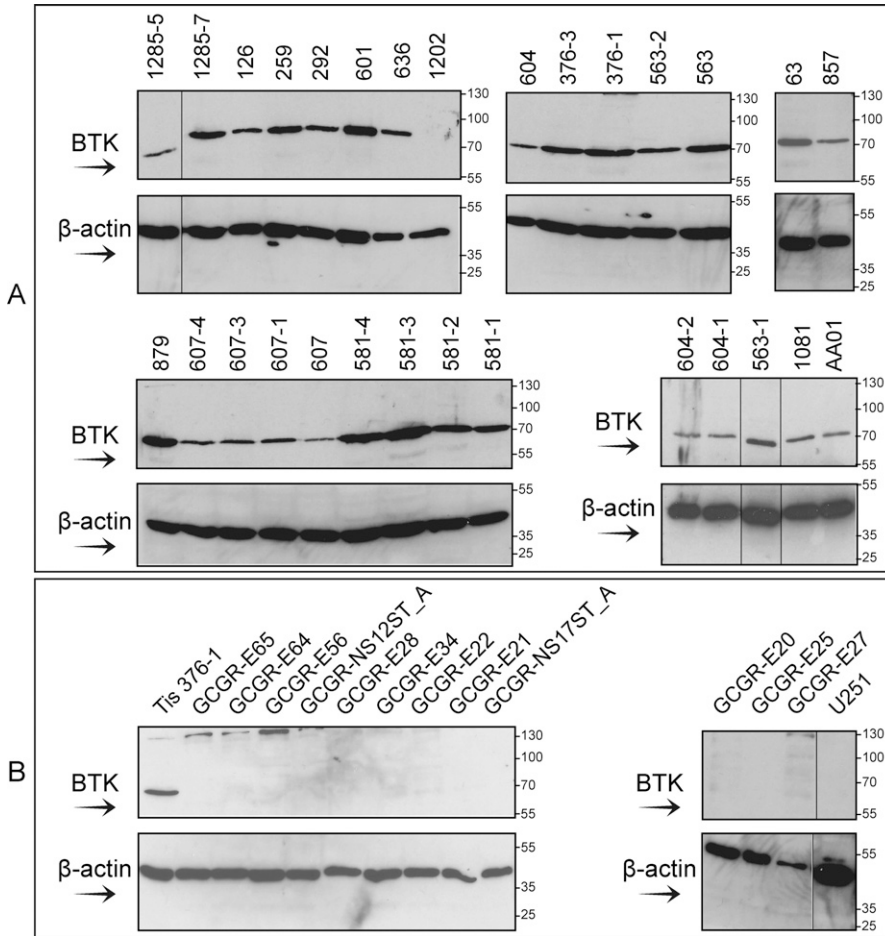 1285-5 1285-7 126 259 292 601 636 1202
604 376-3 376-1 563-2 563
63 857
BTK
130
100
70
55
130
100
70
55
130
100
70
55
β-actin
55
35
25
55
35
25
55
35
25
A
879 607-4 607-3 607-1 607 581-4 581-3 581-2 581-1
604-2 604-1 563-1 1081 AA01
BTK
130
100
70
55
BTK
130
100
70
55
β-actin
55
35
25
β-actin
55
35
25
Tis 376-1 GCGR-E65 GCGR-E64 GCGR-E56 GCGR-NS12ST_A GCGR-E28 GCGR-E34 GCGR-E22 GCGR-E21 GCGR-NS17ST_A
GCGR-E20 GCGR-E25 GCGR-E27 U251
B
BTK
130
100
70
55
BTK
130
100
70
55
β-actin
55
35
25
β-actin
55
35
25